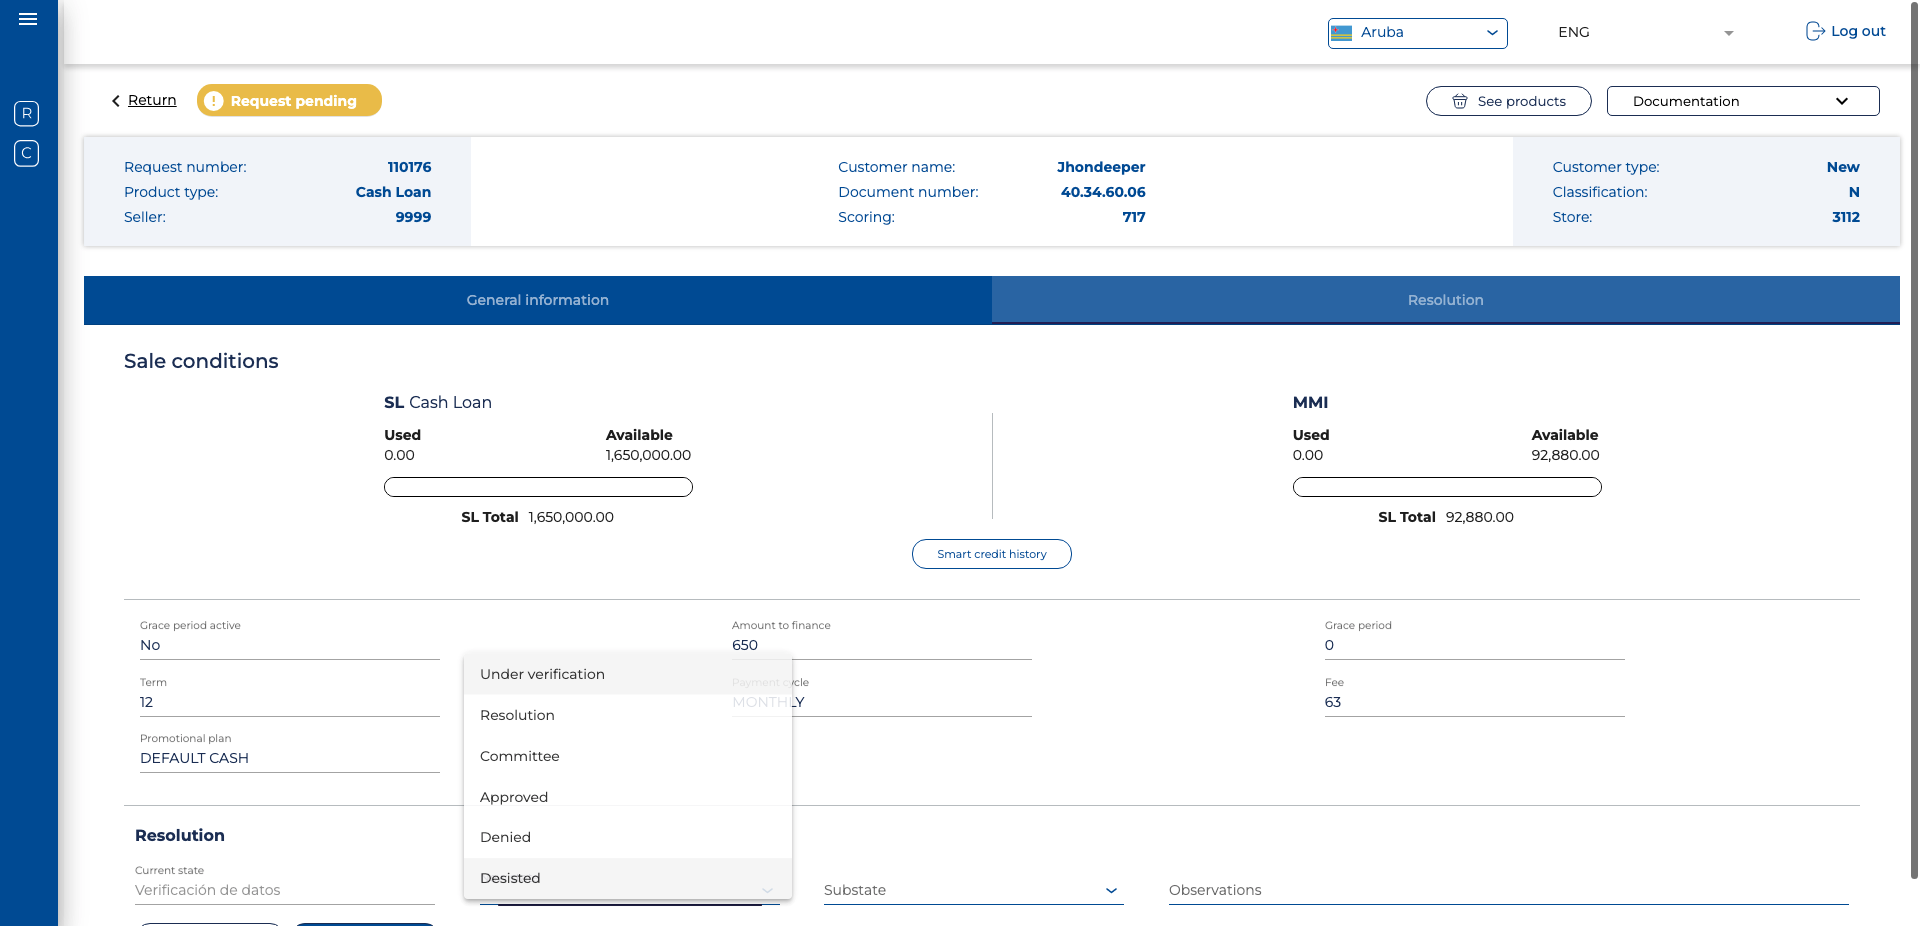 Aruba
ENG
Log out
R
C
Return
Request pending
See products
Documentation
Request number: 110176
Product type: Cash Loan
Seller: 9999
Customer name: Jhondeeper
Document number: 40.34.60.06
Scoring: 717
Customer type: New
Classification: N
Store: 3112
General information
Resolution
Sale conditions
SL Cash Loan
Used Available
0.00 1,650,000.00
SL Total 1,650,000.00
MMI
Used Available
0.00 92,880.00
SL Total 92,880.00
Smart credit history
Grace period active
No
Amount to finance
650
Grace period
0
Term
12
Payment cycle
MONTHLY
Fee
63
Promotional plan
DEFAULT CASH
Under verification
Resolution
Committee
Approved
Denied
Desisted
Resolution
Current state
Verificación de datos
Substate
Observations